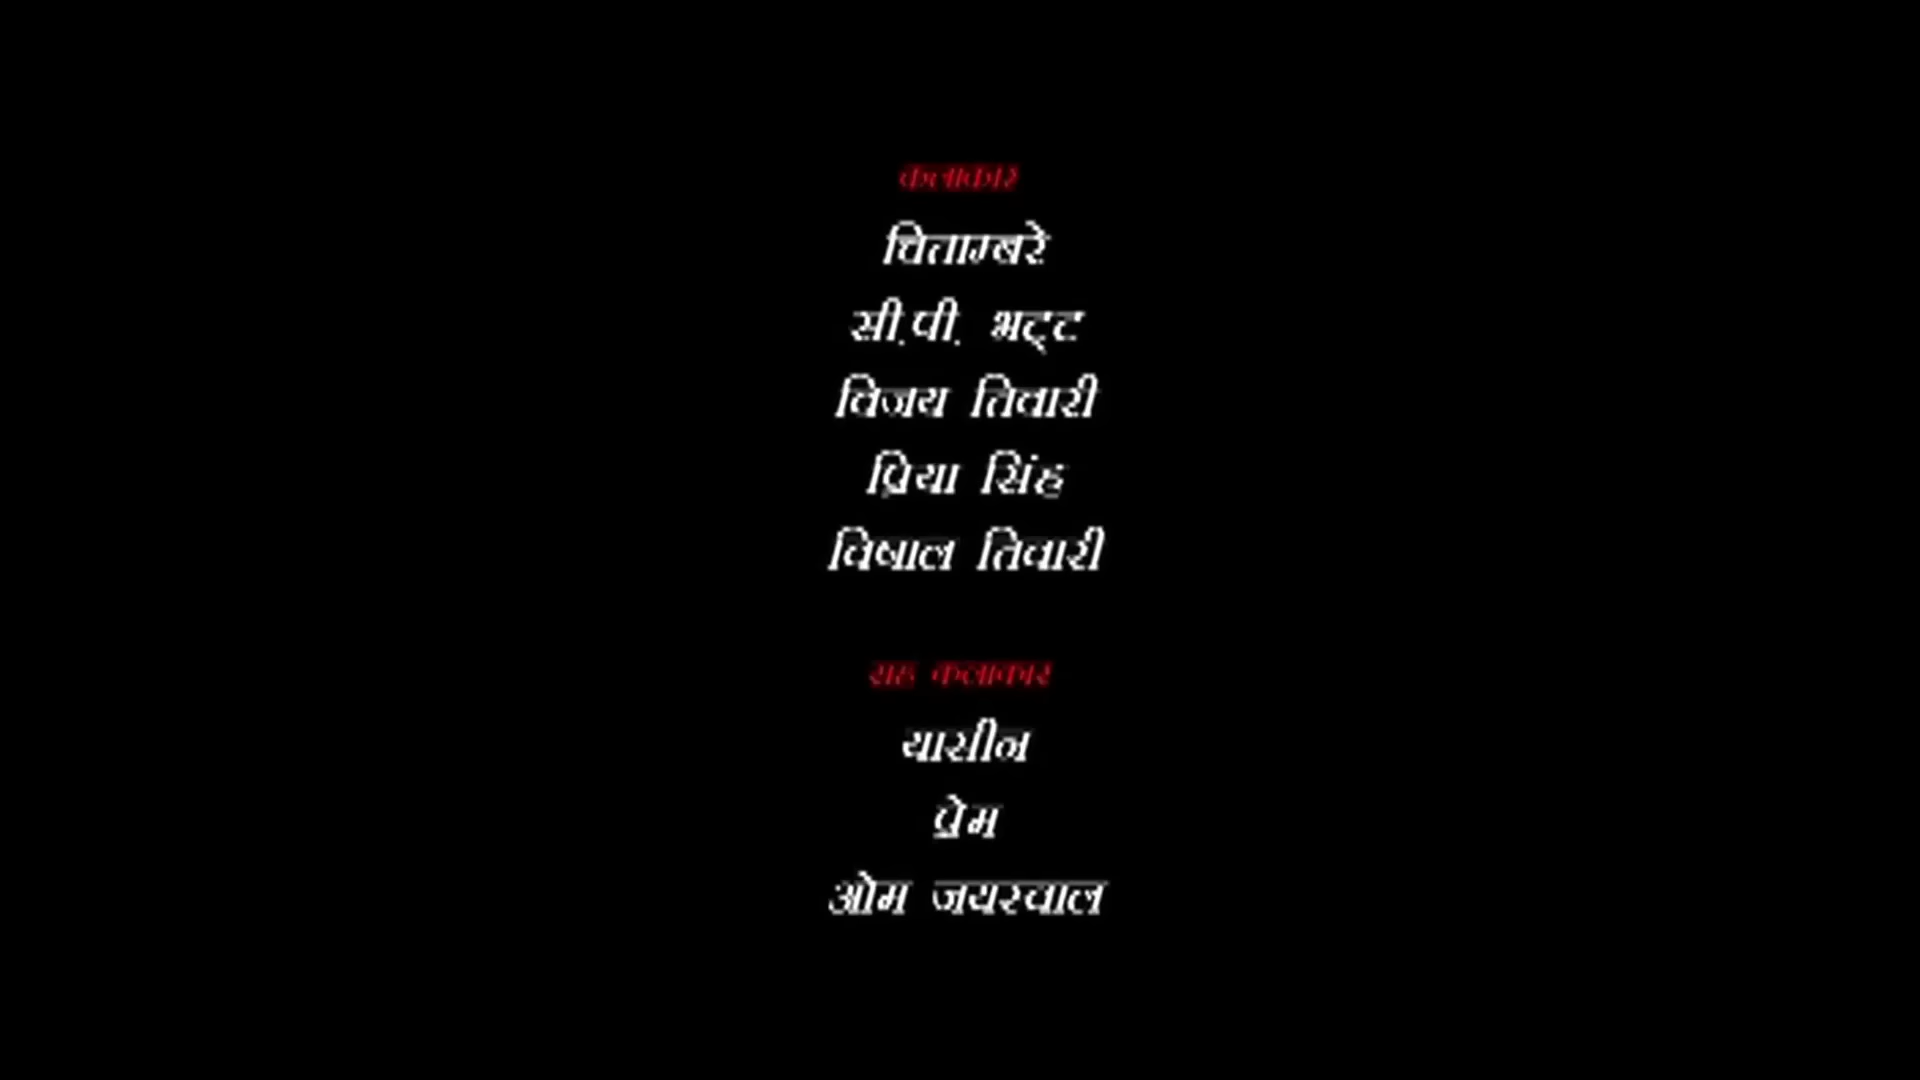 कलाकार
चिताम्बरे
सी.पी. भट्ट
विजय तिवारी
प्रिया सिंह
विषाल तिवारी
सह कलाकार
यासीन
प्रेम
ओम जयस्वाल